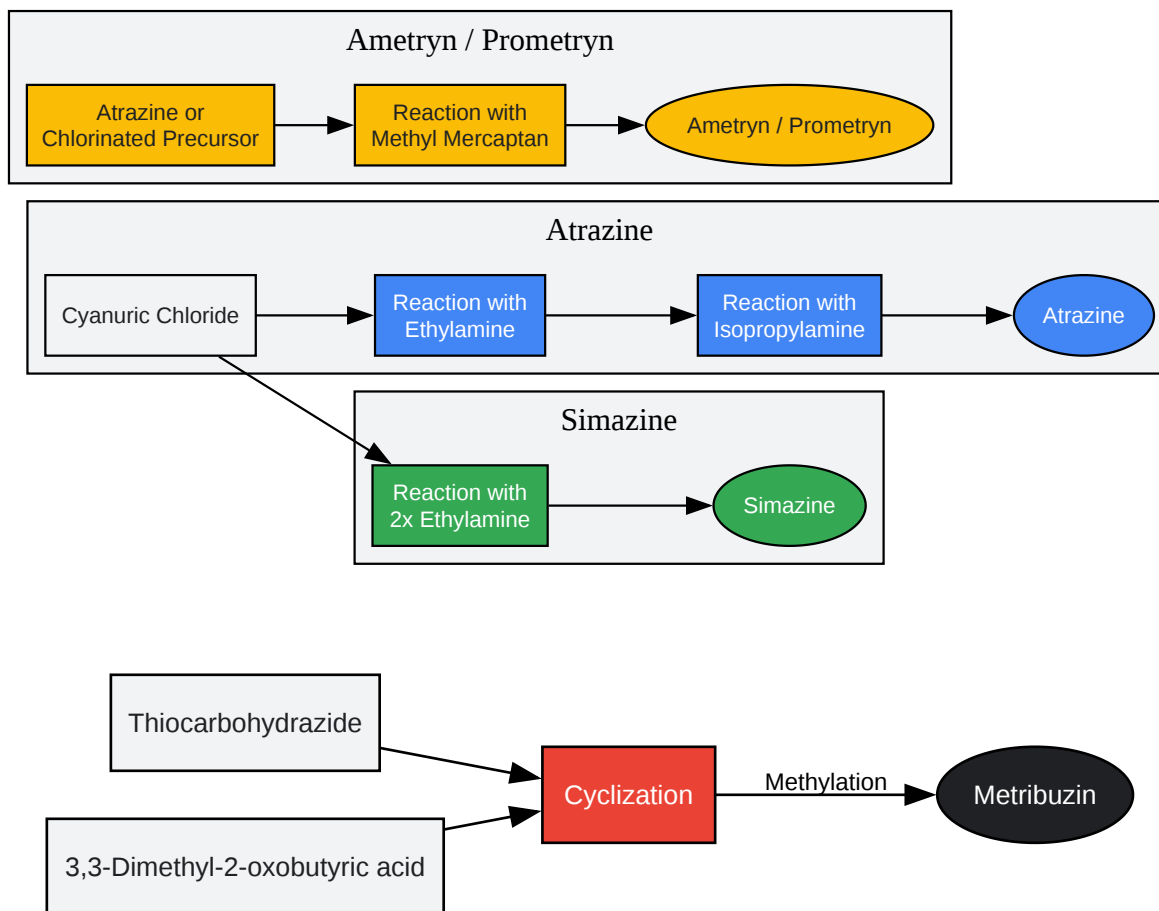 Ametryn / Prometryn
Atrazine or
Chlorinated Precursor
Reaction with
Methyl Mercaptan
Ametryn / Prometryn
Atrazine
Cyanuric Chloride
Reaction with
Ethylamine
Reaction with
Isopropylamine
Atrazine
Simazine
Reaction with
2x Ethylamine
Simazine
Thiocarbohydrazide
3,3-Dimethyl-2-oxobutyric acid
Cyclization
Methylation
Metribuzin